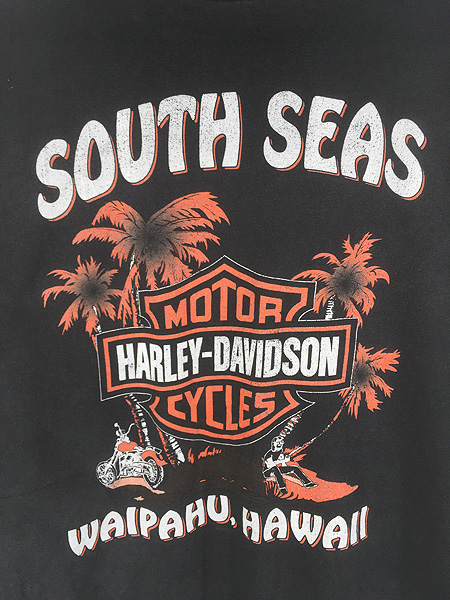 SOUTH SEAS
MOTOR
HARLEY-DAVIDSON
CYCLES
WAIPAHU, HAWAII